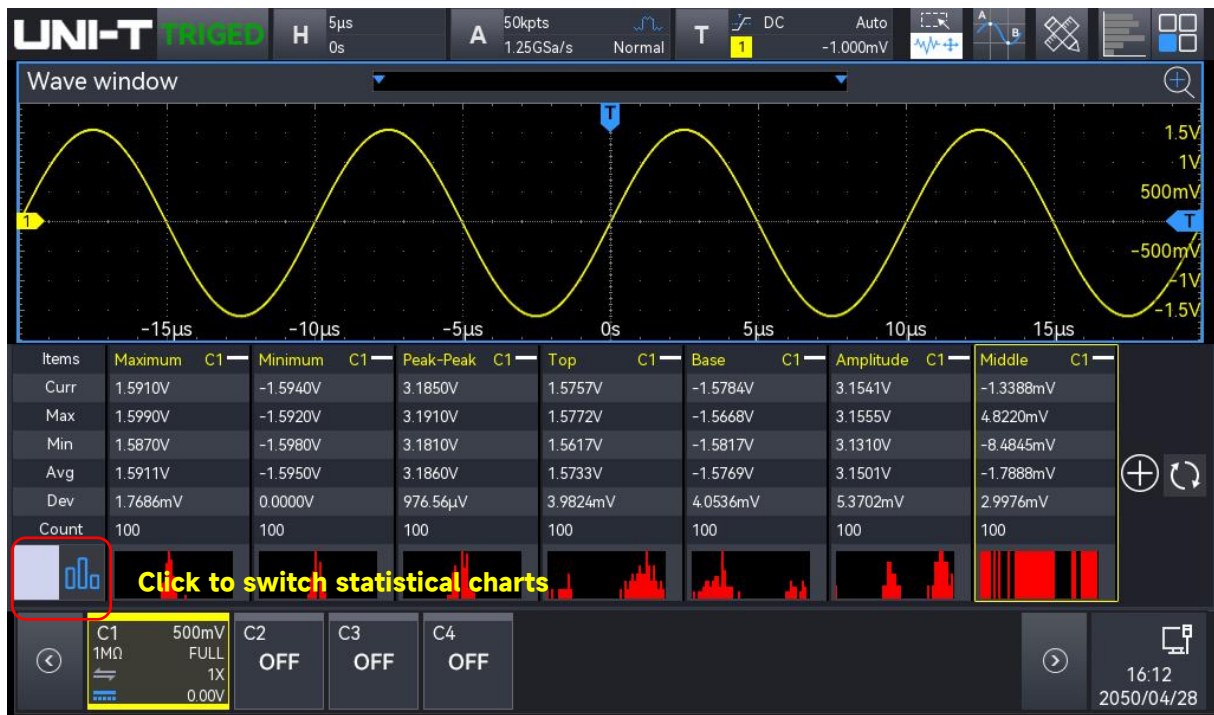 UNI-T TRIGED H 5μs 0s A 50kpts 1.25GSa/s Normal T DC 1 Auto -1.000mV A B
Wave window
T
1.5V
1V
500mV
1 T
-500mV
-1V
-1.5V
-15μs -10μs -5μs 0s 5μs 10μs 15μs
Items Maximum C1 Minimum C1 Peak-Peak C1 Top C1 Base C1 Amplitude C1 Middle C1
Curr 1.5910V -1.5940V 3.1850V 1.5757V -1.5784V 3.1541V -1.3388mV
Max 1.5990V -1.5920V 3.1910V 1.5772V -1.5668V 3.1555V 4.8220mV
Min 1.5870V -1.5980V 3.1810V 1.5617V -1.5817V 3.1310V -8.4845mV
Avg 1.5911V -1.5950V 3.1860V 1.5733V -1.5769V 3.1501V -1.7888mV
Dev 1.7686mV 0.0000V 976.56μV 3.9824mV 4.0536mV 5.3702mV 2.9976mV
Count 100 100 100 100 100 100 100
Click to switch statistical charts
C1 500mV
1MΩ FULL
1X
0.00V
C2
OFF
C3
OFF
C4
OFF
16:12
2050/04/28